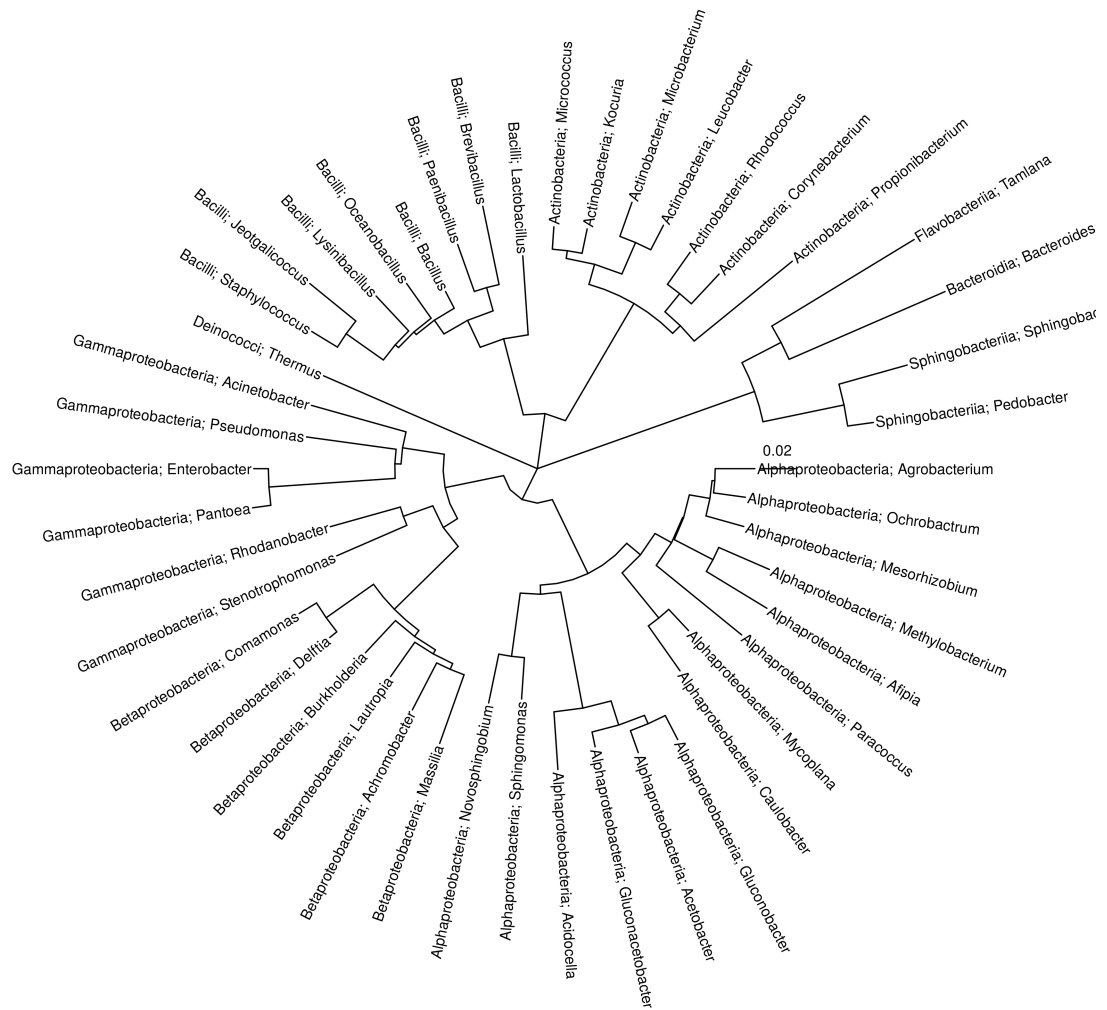 Actinobacteria; Micrococcus
Actinobacteria; Kocuria
Actinobacteria; Microbacterium
Actinobacteria; Leucobacter
Actinobacteria; Rhodococcus
Actinobacteria; Corynebacterium
Actinobacteria; Propionibacterium
Flavobacteriia; Tamlana
Bacteroidia; Bacteroides
Sphingobacteriia; Sphingobac
Sphingobacteriia; Pedobacter
0.02
Alphaproteobacteria; Agrobacterium
Alphaproteobacteria; Ochrobactrum
Alphaproteobacteria; Mesorhizobium
Alphaproteobacteria; Methylobacterium
Alphaproteobacteria; Afipia
Alphaproteobacteria; Paracoccus
Alphaproteobacteria; Mycoplana
Alphaproteobacteria; Caulobacter
Alphaproteobacteria; Gluconobacter
Alphaproteobacteria; Acetobacter
Alphaproteobacteria; Gluconacetobacter
Alphaproteobacteria; Acidocella
Alphaproteobacteria; Sphingomonas
Alphaproteobacteria; Novosphingobium
Betaproteobacteria; Massilia
Betaproteobacteria; Achromobacter
Betaproteobacteria; Lautropia
Betaproteobacteria; Burkholderia
Betaproteobacteria; Delftia
Betaproteobacteria; Comamonas
Gammaproteobacteria; Stenotrophomonas
Gammaproteobacteria; Rhodanobacter
Gammaproteobacteria; Pantoea
Gammaproteobacteria; Enterobacter
Gammaproteobacteria; Pseudomonas
Gammaproteobacteria; Acinetobacter
Deinococci; Thermus
Bacilli; Staphylococcus
Bacilli; Jeotgalicoccus
Bacilli; Lysinibacillus
Bacilli; Oceanobacillus
Bacilli; Bacillus
Bacilli; Paenibacillus
Bacilli; Brevibacillus
Bacilli; Lactobacillus